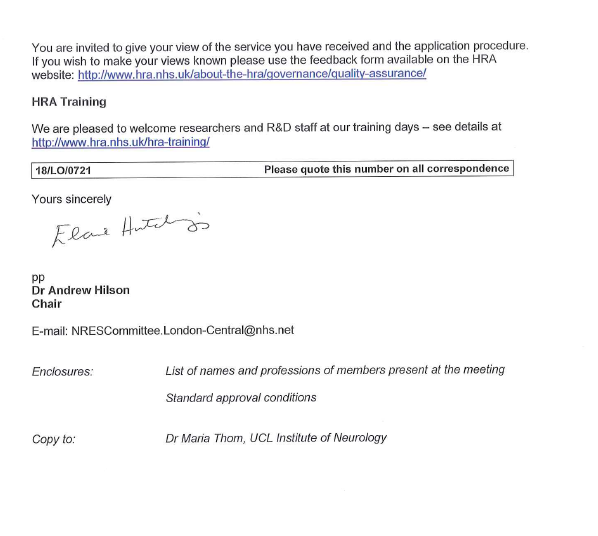 You are invited to give your view of the service you have received and the application procedure.
If you wish to make your views known please use the feedback form available on the HRA
website: http://www.hra.nhs.uk/about-the-hra/governance/quality-assurance/
HRA Training
We are pleased to welcome researchers and R&D staff at our training days – see details at
http://www.hra.nhs.uk/hra-training/
18/LO/0721 Please quote this number on all correspondence
Yours sincerely
pp
Dr Andrew Hilson
Chair
E-mail: NRESCommittee.London-Central@nhs.net
Enclosures: List of names and professions of members present at the meeting
Standard approval conditions
Copy to: Dr Maria Thom, UCL Institute of Neurology